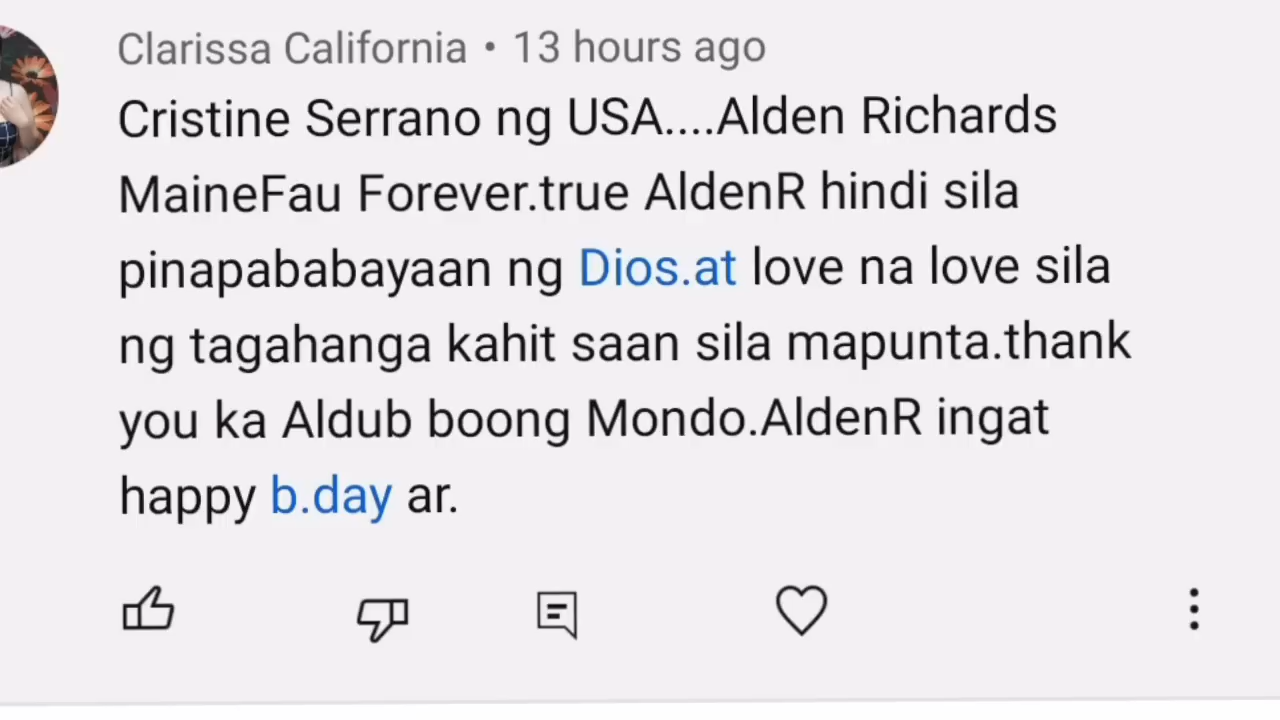 Clarissa California • 13 hours ago
Cristine Serrano ng USA....Alden Richards
MaineFau Forever.true AldenR hindi sila
pinapababayaan ng Dios.at love na love sila
ng tagahanga kahit saan sila mapunta.thank
you ka Aldub boong Mondo.AldenR ingat
happy b.day ar.